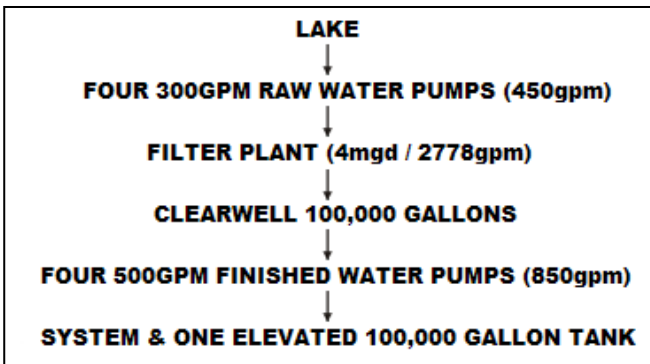 LAKE
FOUR 300GPM RAW WATER PUMPS (450gpm)
FILTER PLANT (4mgd / 2778gpm)
CLEARWELL 100,000 GALLONS
FOUR 500GPM FINISHED WATER PUMPS (850gpm)
SYSTEM & ONE ELEVATED 100,000 GALLON TANK